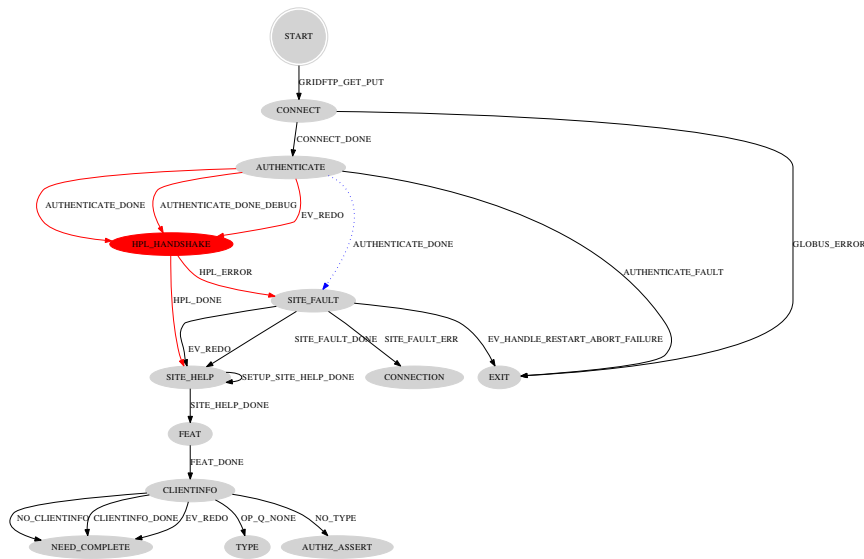 START
GRIDFTP_GET_PUT
CONNECT
CONNECT_DONE
AUTHENTICATE
AUTHENTICATE_DONE
AUTHENTICATE_DONE_DEBUG
EV_REDO
HPL_HANDSHAKE
AUTHENTICATE_DONE
GLOBUS_ERROR
HPL_ERROR
AUTHENTICATE_FAULT
HPL_DONE
SITE_FAULT
EV_REDO
SITE_FAULT_DONE
SITE_FAULT_ERR
EV_HANDLE_RESTART_ABORT_FAILURE
SITE_HELP
SETUP_SITE_HELP_DONE
CONNECTION
EXIT
SITE_HELP_DONE
FEAT
FEAT_DONE
CLIENTINFO
NO_CLIENTINFO
CLIENTINFO_DONE
EV_REDO
OP_Q_NONE
NO_TYPE
NEED_COMPLETE
TYPE
AUTHZ_ASSERT